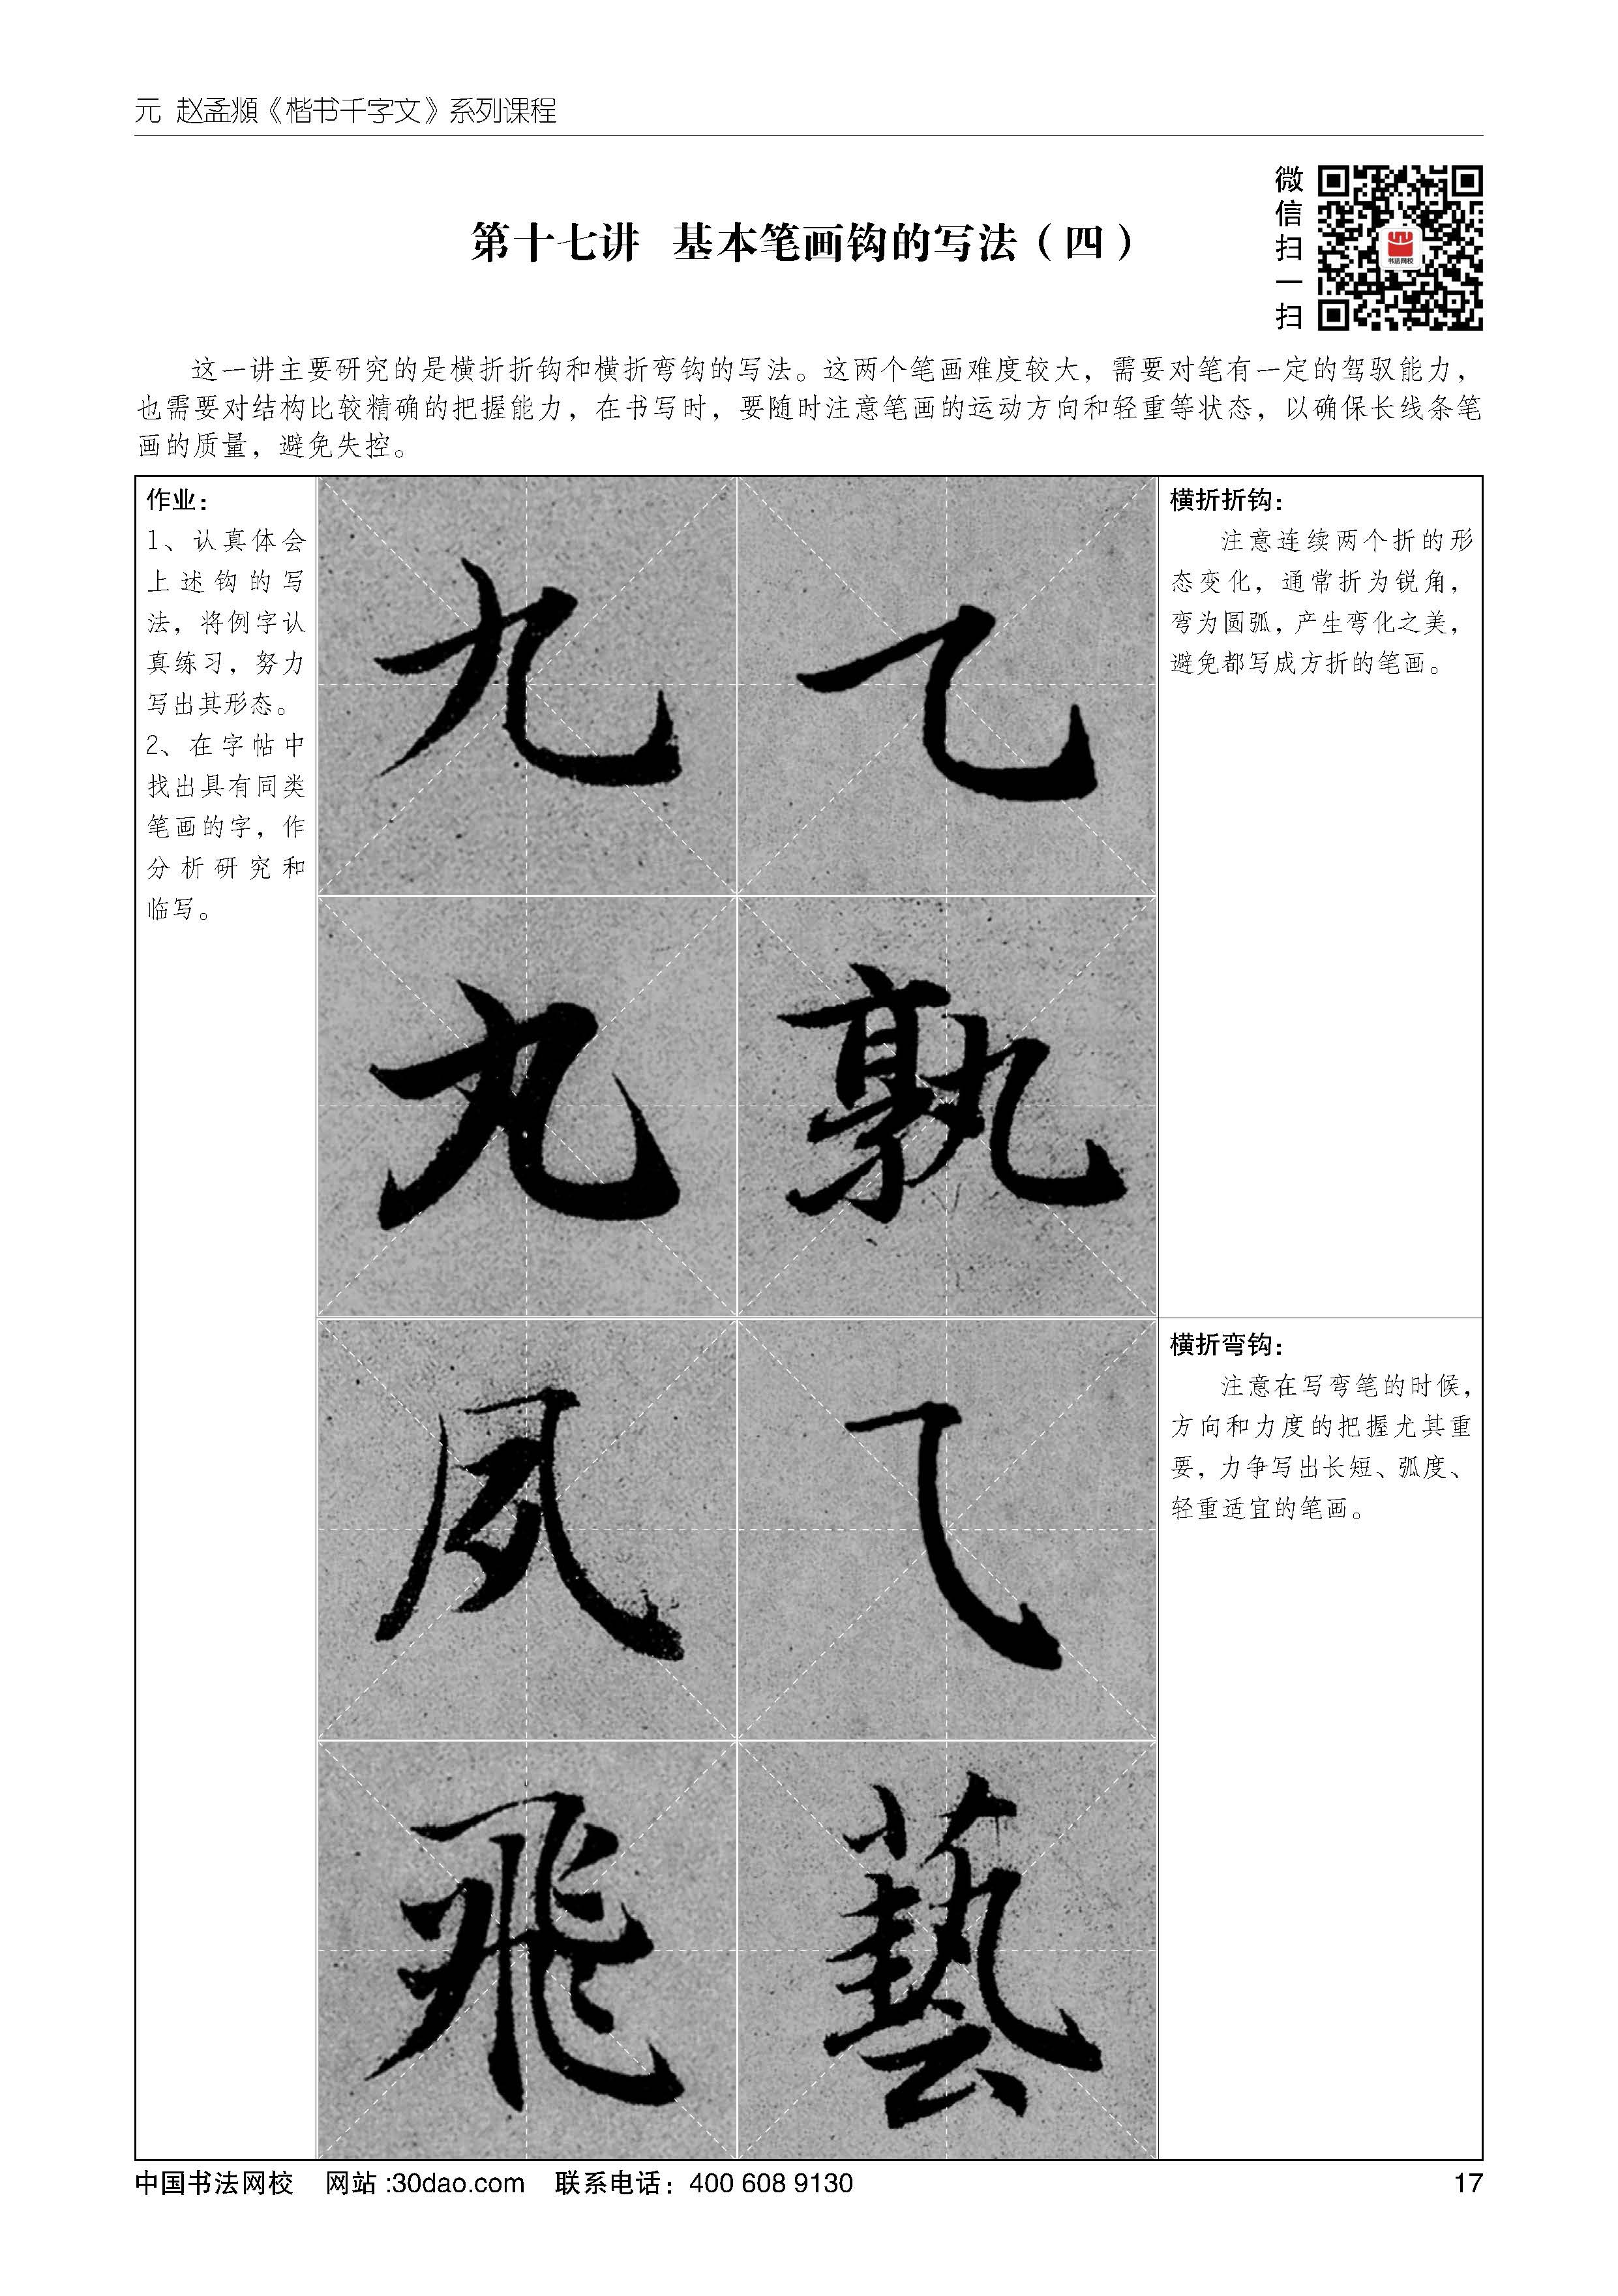 元 赵孟頫《楷书千字文》系列课程
微信扫一扫
书法网校
第十七讲 基本笔画钩的写法（四）
这一讲主要研究的是横折折钩和横折弯钩的写法。这两个笔画难度较大，需要对笔有一定的驾驭能力，
也需要对结构比较精确的把握能力，在书写时，要随时注意笔画的运动方向和轻重等状态，以确保长线条笔
画的质量，避免失控。
作业：
1、认真体会
上述钩的写
法，将例字认
真练习，努力
写出其形态。
2、在字帖中
找出具有同类
笔画的字，作
分析研究和
临写。
九
丸 孰
夙
飛 藝
横折折钩：
注意连续两个折的形
态变化，通常折为锐角，
弯为圆弧，产生弯化之美，
避免都写成方折的笔画。
横折弯钩：
注意在写弯笔的时候，
方向和力度的把握尤其重
要，力争写出长短、弧度、
轻重适宜的笔画。
中国书法网校 网站 :30dao.com 联系电话：400 608 9130
17